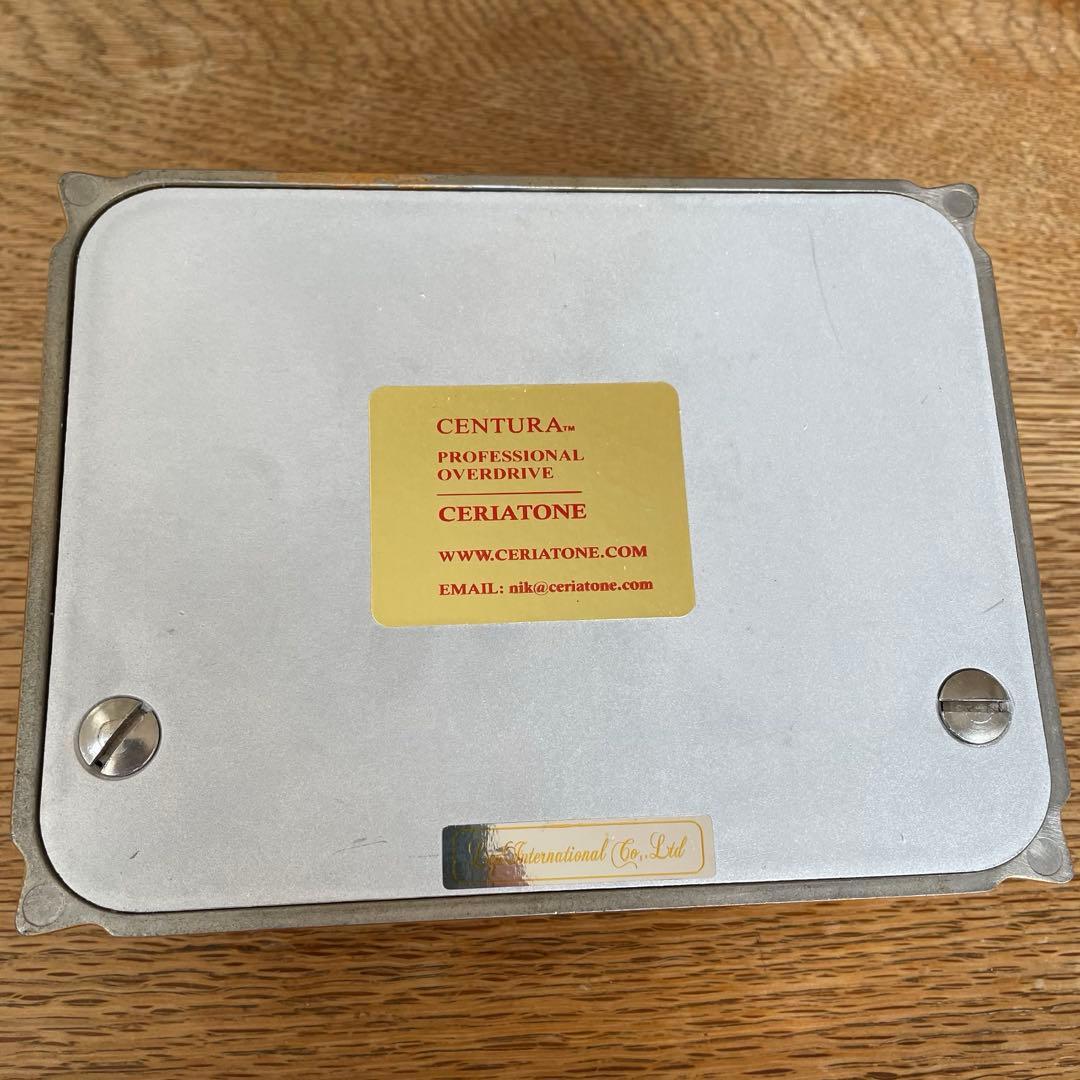 CENTURA™
PROFESSIONAL
OVERDRIVE
CERIATONE
WWW.CERIATONE.COM
EMAIL: nik@ceriatone.com
International Co,.Ltd